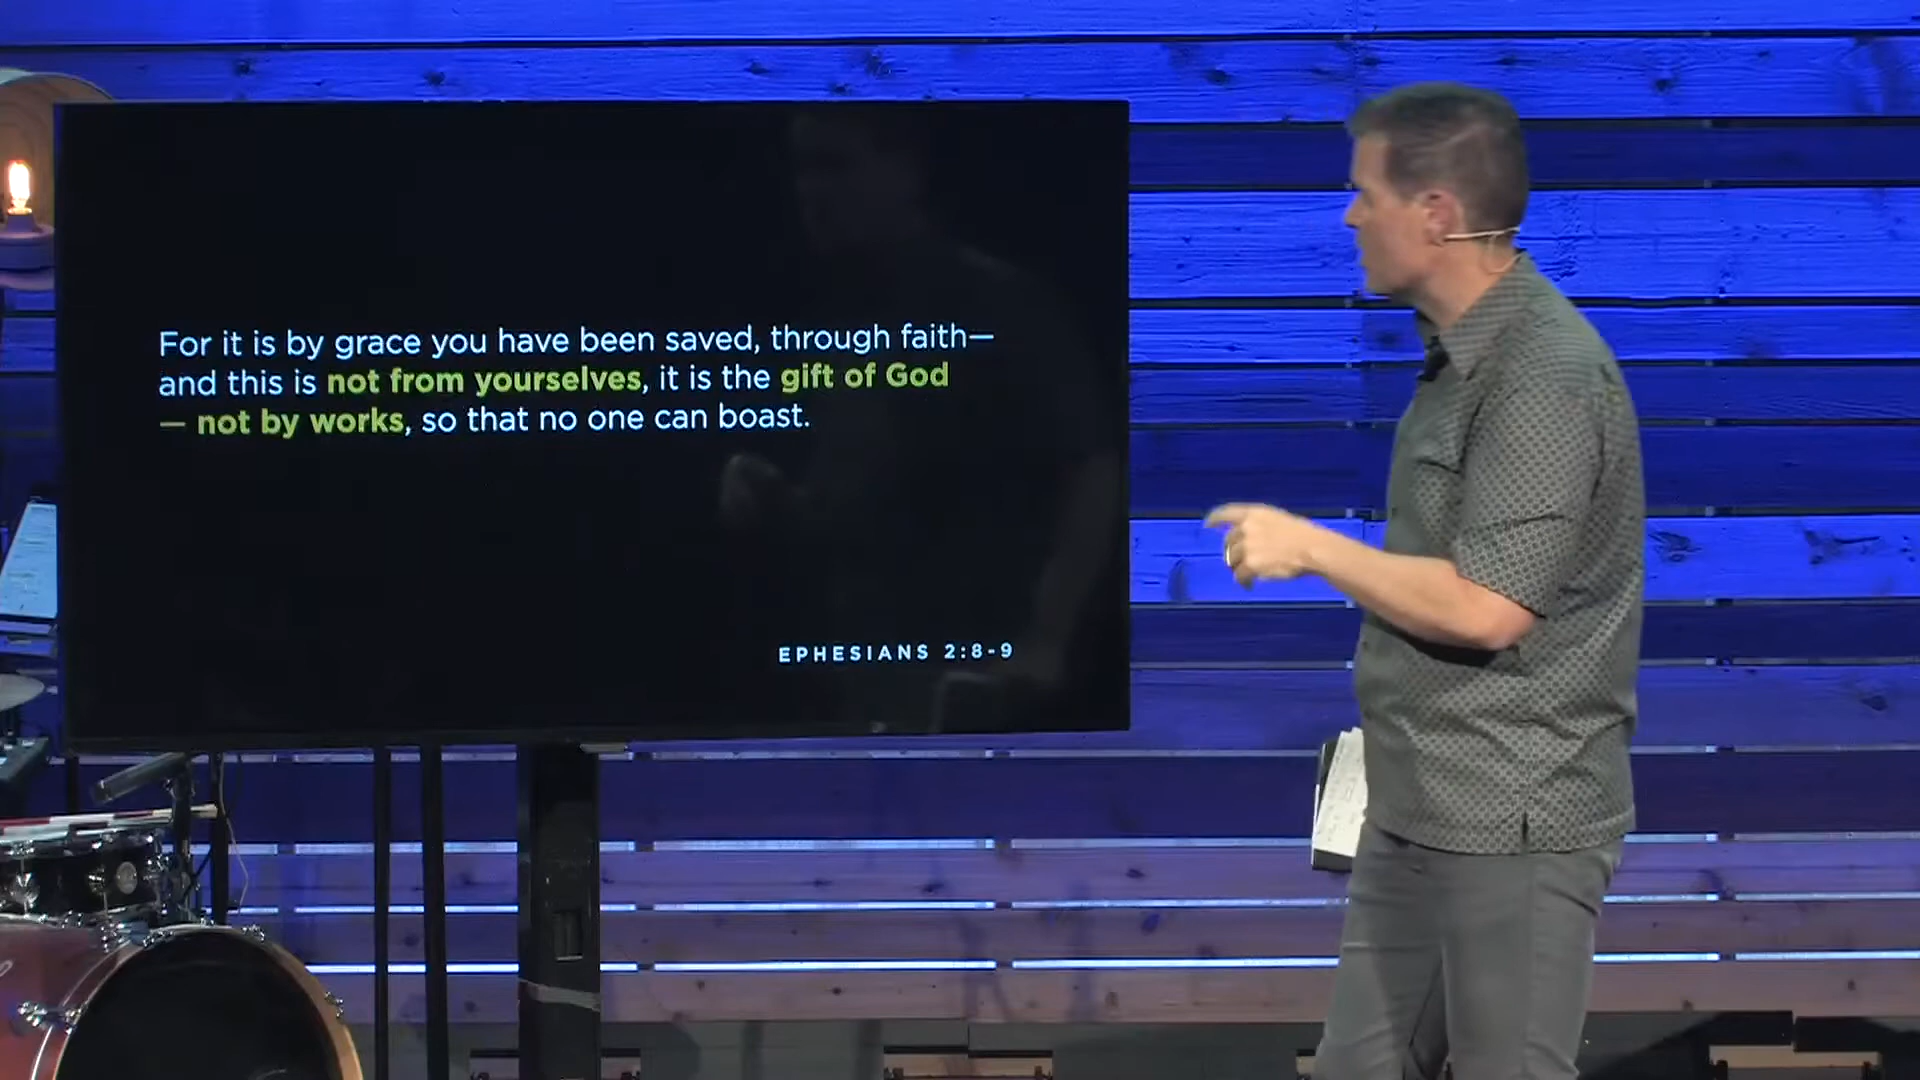 For it is by grace you have been saved, through faith—
and this is not from yourselves, it is the gift of God
— not by works, so that no one can boast.
EPHESIANS 2:8-9